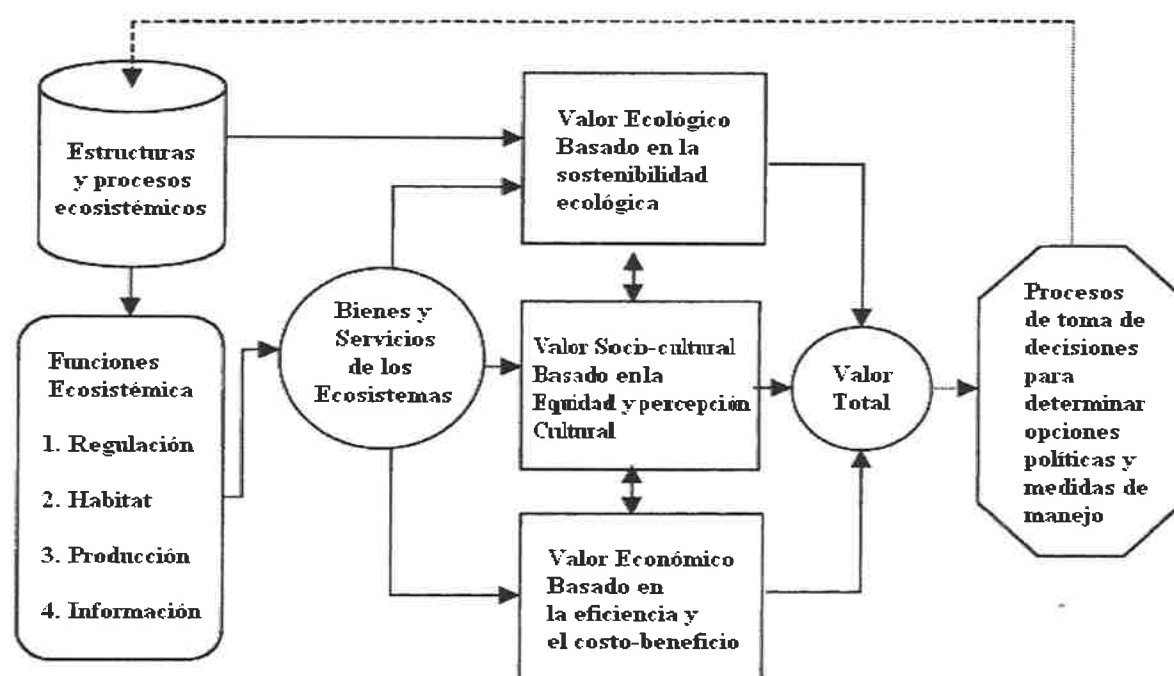 Estructuras
y procesos
ecosistémicos
Funciones
Ecosistémica
1. Regulación
2. Habitat
3. Producción
4. Información
Bienes y
Servicios
de los
Ecosistemas
Valor Ecológico
Basado en la
sostenibilidad
ecológica
Valor Socio-cultural
Basado en la
Equidad y percepción
Cultural
Valor Económico
Basado en
la eficiencia y
el costo-beneficio
Valor
Total
Procesos
de toma de
decisiones
para
determinar
opciones
políticas y
medidas de
manejo